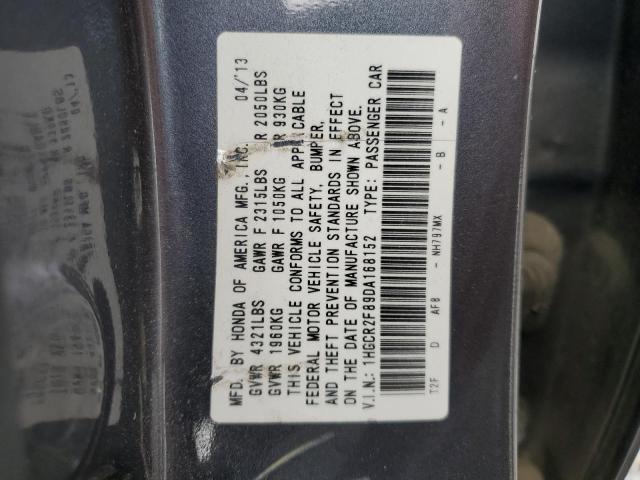 MFD. BY HONDA OF AMERICA MFG., INC. 04/'13
GVWR 4321LBS GAWR F 2315LBS R 2050LBS
GVWR 1960KG GAWR F 1050KG R 930KG
THIS VEHICLE CONFORMS TO ALL APPLICABLE
FEDERAL MOTOR VEHICLE SAFETY, BUMPER,
AND THEFT PREVENTION STANDARDS IN EFFECT
ON THE DATE OF MANUFACTURE SHOWN ABOVE.
V.I.N.: 1HGCR2F89DA168152 TYPE: PASSENGER CAR
T2F D AF8 - NH797MX - B - A